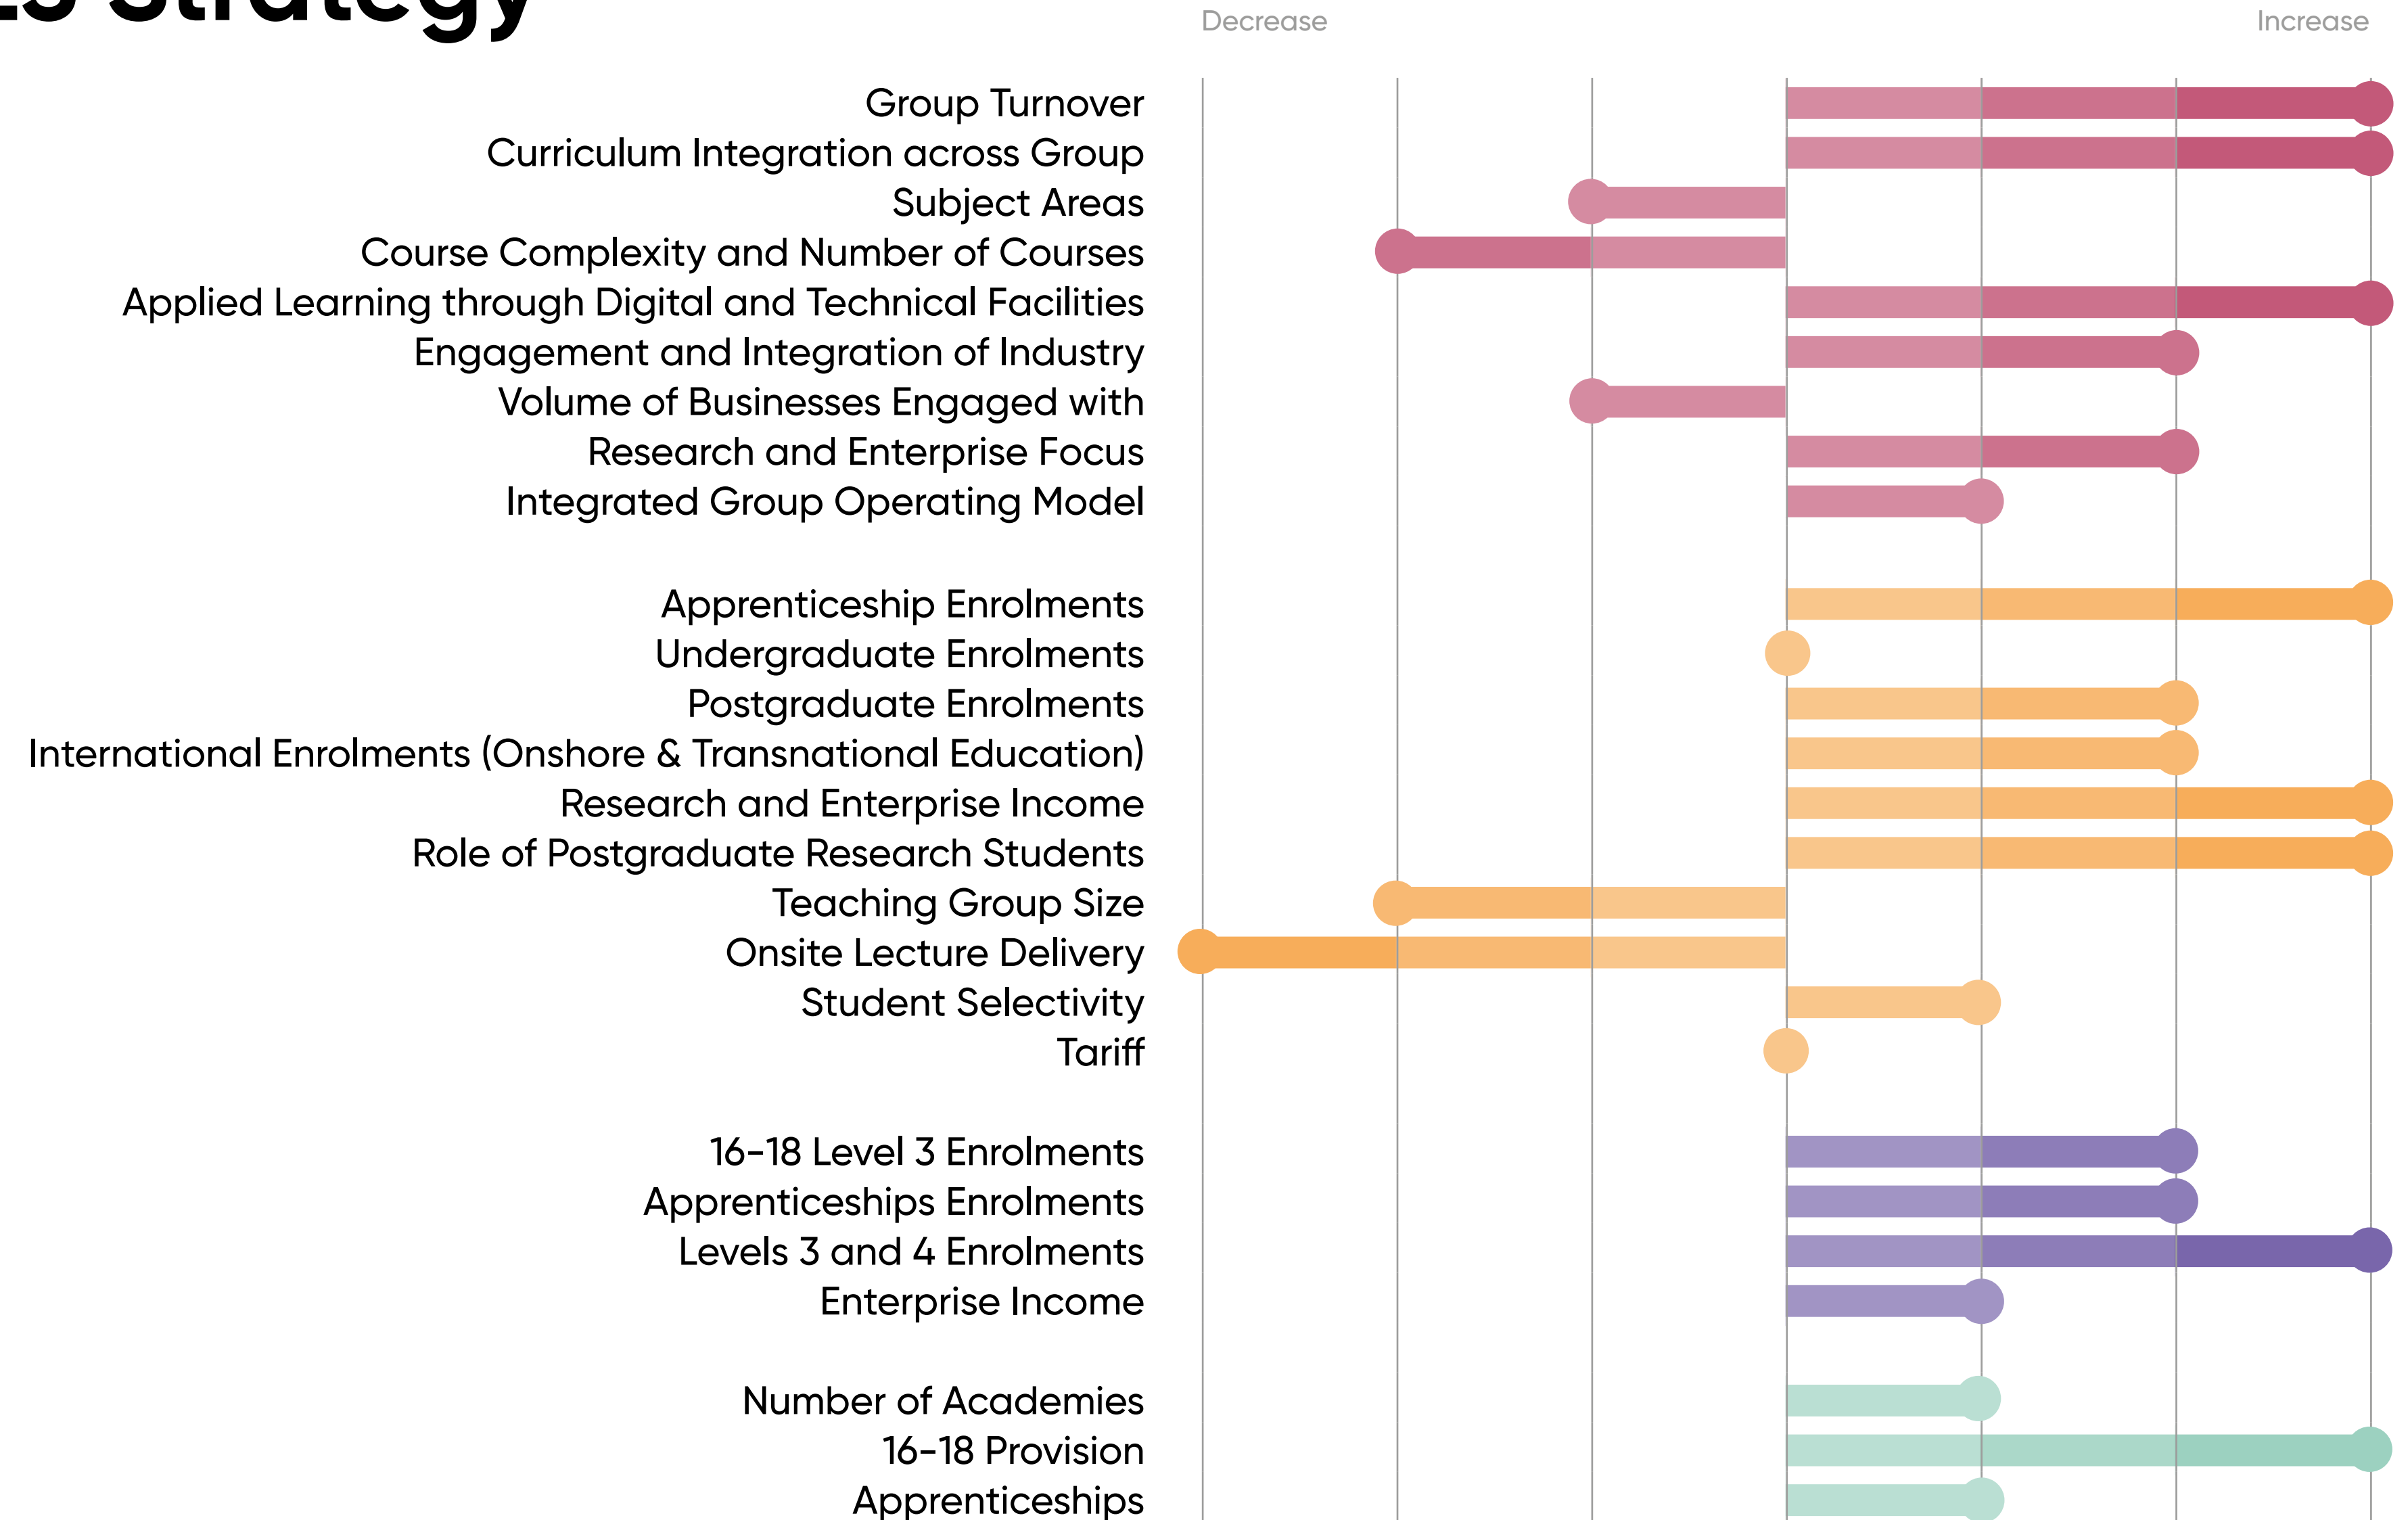 Strategy
Decrease Increase
Group Turnover
Curriculum Integration across Group
Subject Areas
Course Complexity and Number of Courses
Applied Learning through Digital and Technical Facilities
Engagement and Integration of Industry
Volume of Businesses Engaged with
Research and Enterprise Focus
Integrated Group Operating Model
Apprenticeship Enrolments
Undergraduate Enrolments
Postgraduate Enrolments
International Enrolments (Onshore & Transnational Education)
Research and Enterprise Income
Role of Postgraduate Research Students
Teaching Group Size
Onsite Lecture Delivery
Student Selectivity
Tariff
16-18 Level 3 Enrolments
Apprenticeships Enrolments
Levels 3 and 4 Enrolments
Enterprise Income
Number of Academies
16-18 Provision
Apprenticeships